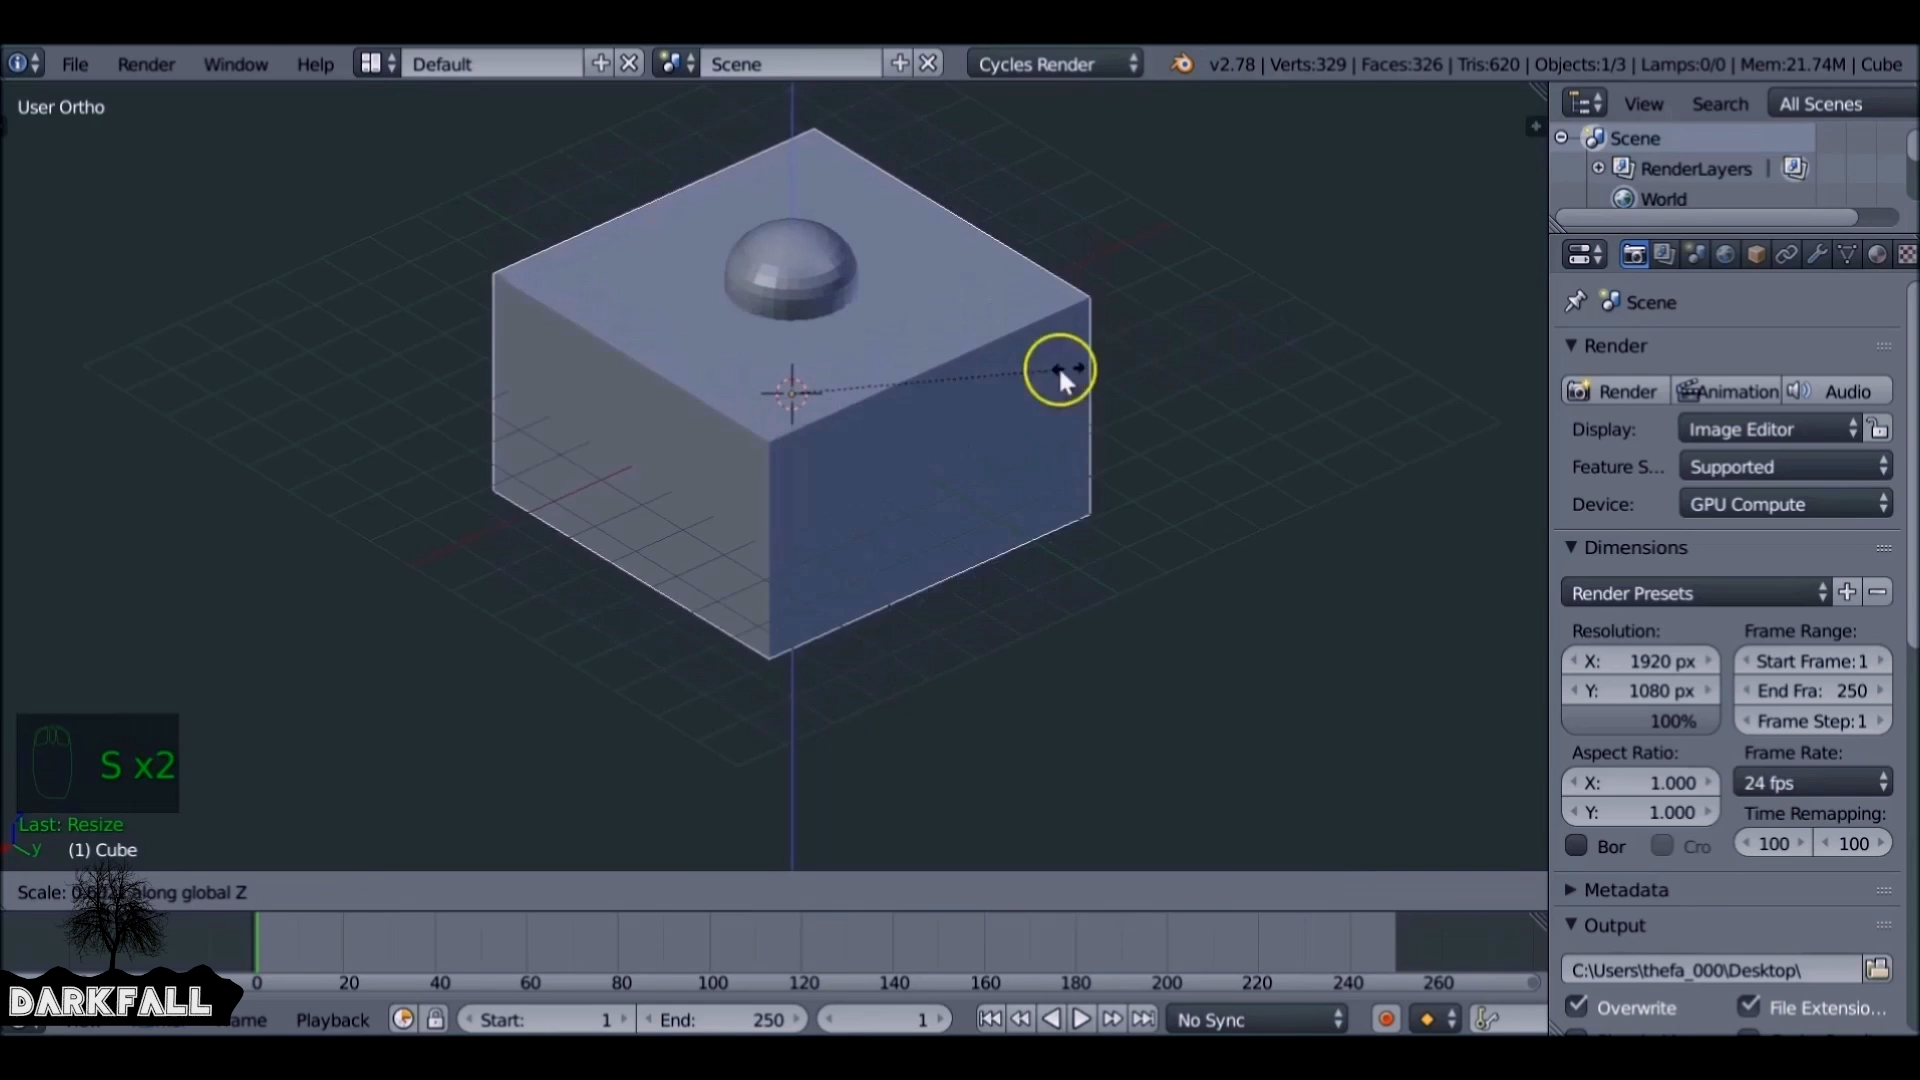 File Render Window Help Default Scene Cycles Render v2.78 | Verts:329 | Faces:326 | Tris:620 | Objects:1/3 | Lamps:0/0 | Mem:21.74M | Cube
User Ortho
View Search All Scenes
Scene
RenderLayers
World
Scene
Render
Render Animation Audio
Display: Image Editor
Feature S... Supported
Device: GPU Compute
Dimensions
Render Presets
Resolution: Frame Range:
X: 1920 px Start Frame: 1
Y: 1080 px End Fra: 250
100% Frame Step: 1
Aspect Ratio: Frame Rate:
X: 1.000 24 fps
Y: 1.000 Time Remapping:
Bor Cro 100 100
Metadata
Output
C:\Users\thefa_000\Desktop\
Overwrite File Extensio...
S x2
Last: Resize
y (1) Cube
Scale: along global Z
0 20 40 60 80 100 120 140 160 180 200 220 240 260
DARKFALL
Playback Start: 1 End: 250 1 No Sync